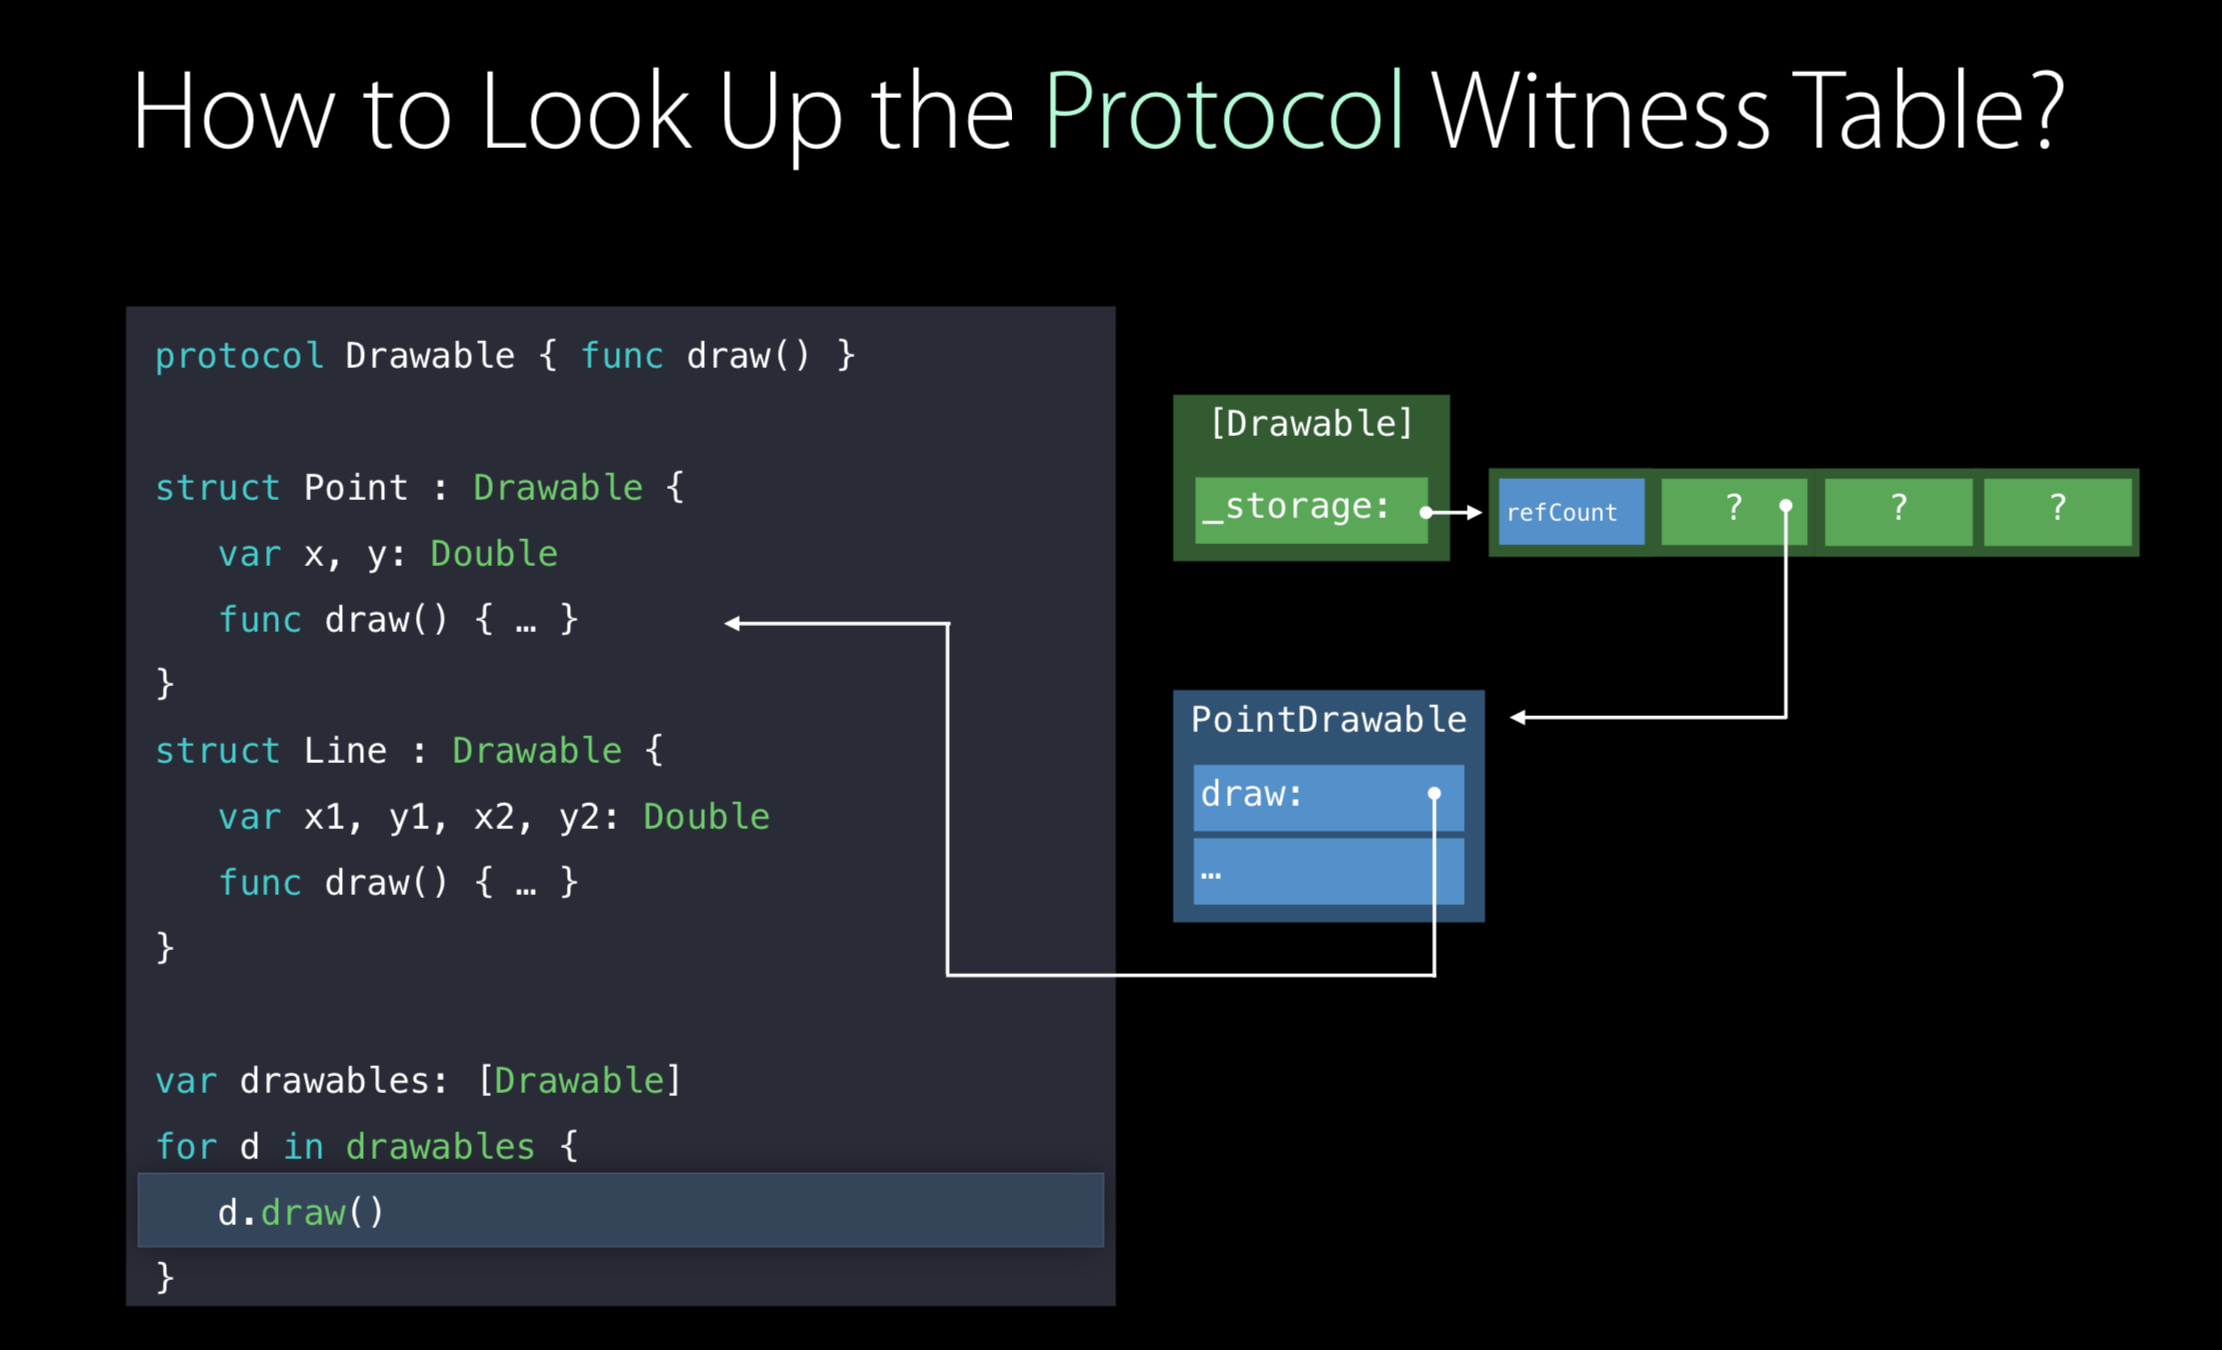 How to Look Up the Protocol Witness Table?
protocol Drawable { func draw() }
struct Point : Drawable {
   var x, y: Double
   func draw() { … }
}
struct Line : Drawable {
   var x1, y1, x2, y2: Double
   func draw() { … }
}
var drawables: [Drawable]
for d in drawables {
   d.draw()
}
[Drawable]
_storage:
refCount ? ? ?
PointDrawable
draw:
…